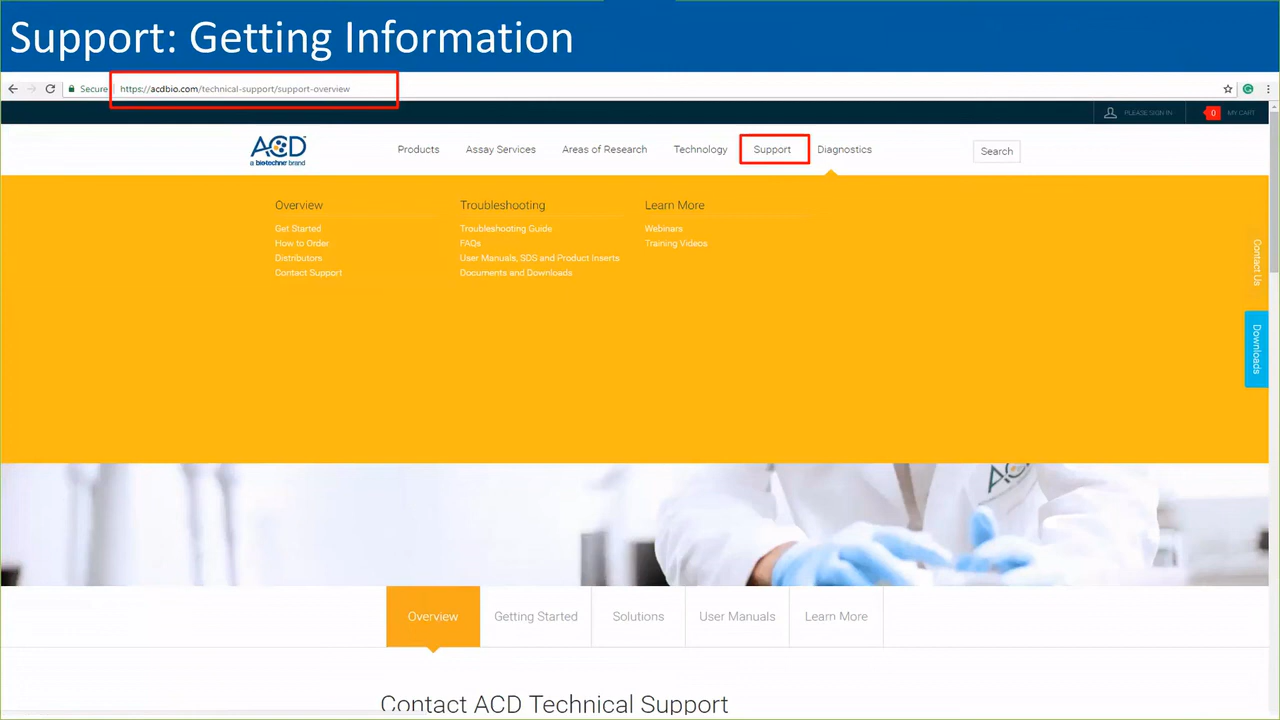 Support: Getting Information
Secure https://acdbio.com/technical-support/support-overview
PLEASE SIGN IN 0 MY CART
ACD
a biotechne brand
Products Assay Services Areas of Research Technology Support Diagnostics Search
Overview Troubleshooting Learn More
Get Started Troubleshooting Guide Webinars
How to Order FAQs Training Videos
Distributors User Manuals, SDS and Product Inserts
Contact Support Documents and Downloads
Contact Us
Downloads
Overview Getting Started Solutions User Manuals Learn More
Contact ACD Technical Support